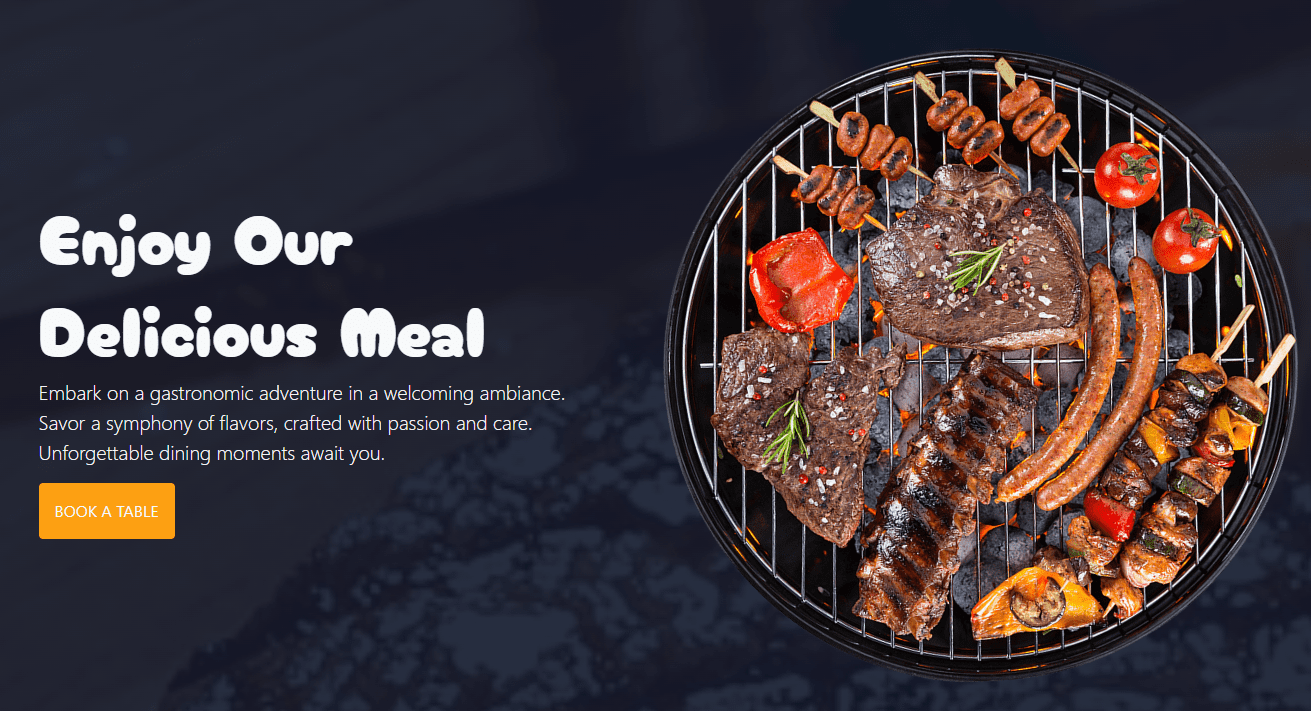 Enjoy Our
Delicious Meal
Embark on a gastronomic adventure in a welcoming ambiance.
Savor a symphony of flavors, crafted with passion and care.
Unforgettable dining moments await you.
BOOK A TABLE